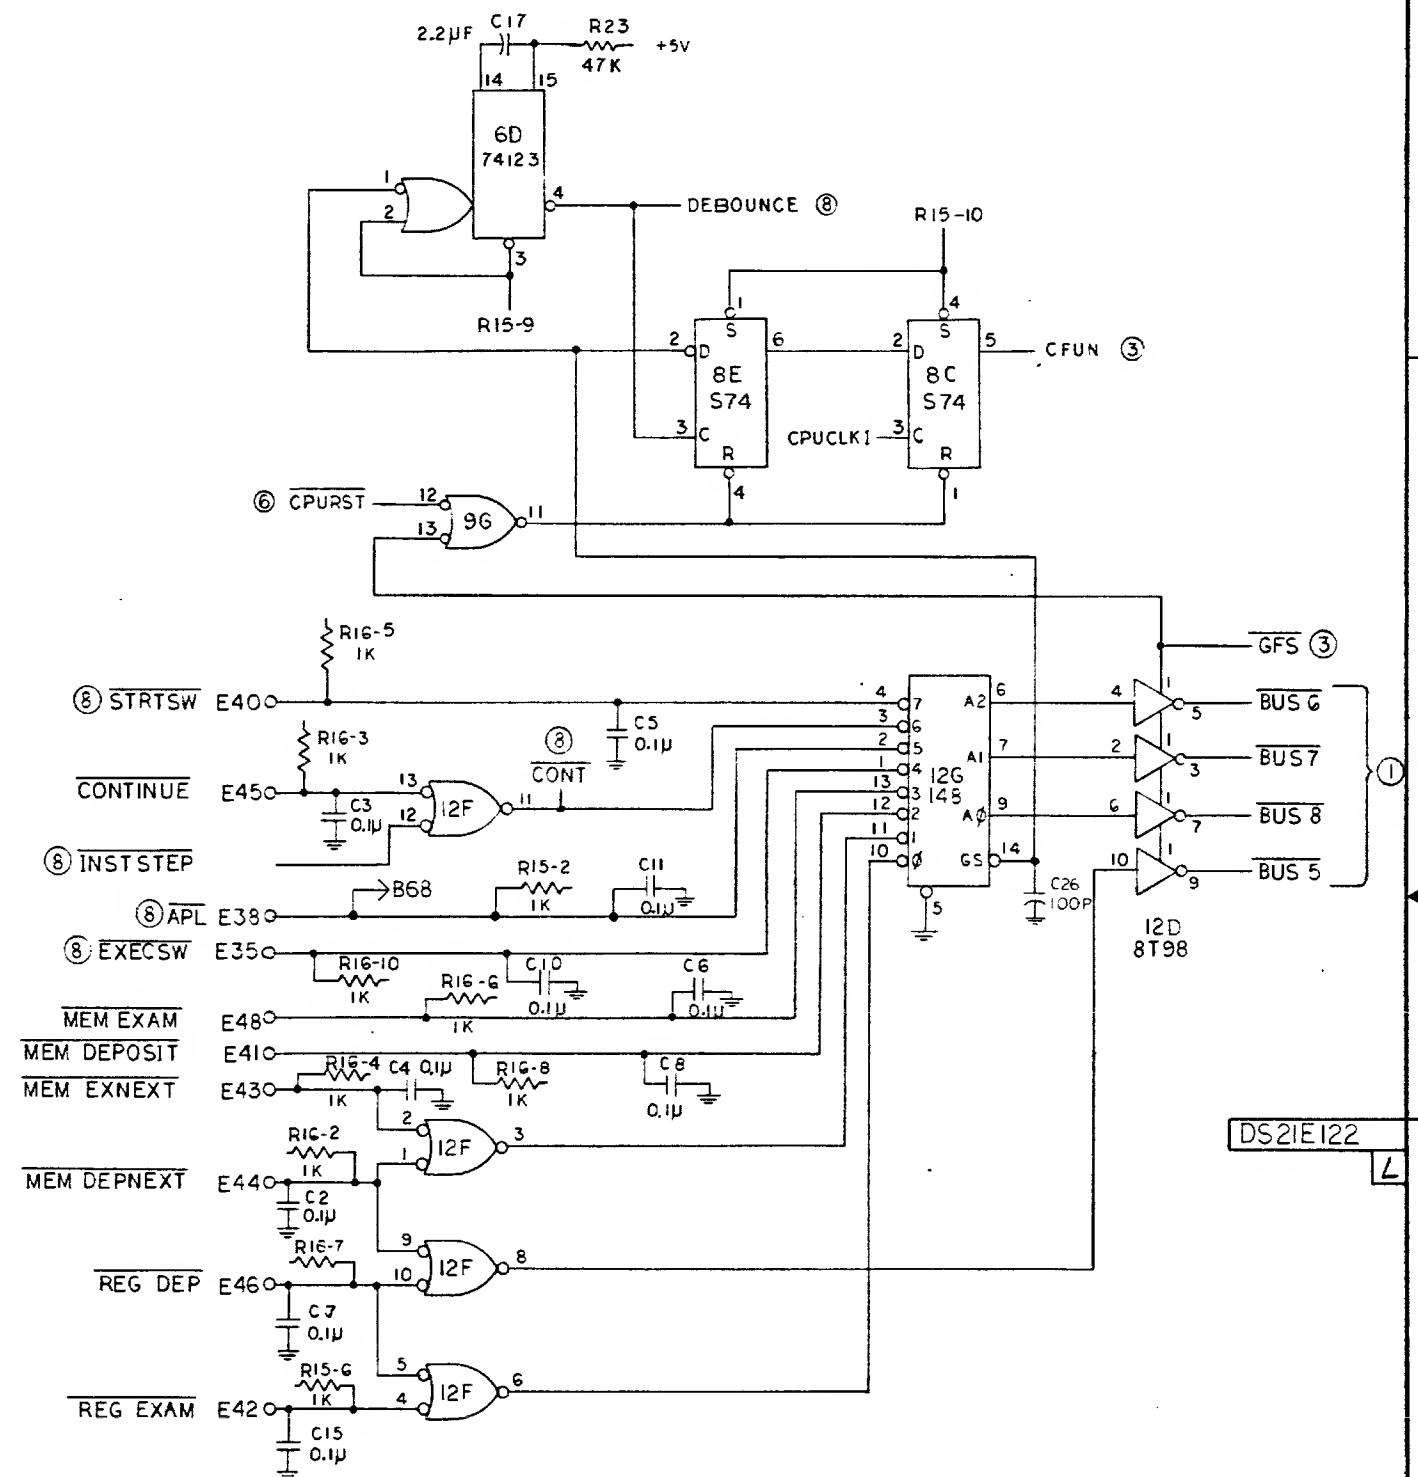 C17
2.2µF
R23
47K
+5V
14 15
6D
74123
1
2
4
3
DEBOUNCE ⑧
R15-9
R15-10
1
S
2 D
6
8E
S74
3 C
R
4
4
S
2 D
5
CFUN ③
8C
S74
CPUCLK1 3 C
R
1
⑥ CPURST 12
13
9G
11
R16-5
1K
⑧ STRTSW E40
C5
0.1µ
R16-3
1K
CONTINUE E45
C3
0.1µ
13
12
12F
11
⑧
CONT
⑧ INST STEP
B68
R15-2
1K
C11
0.1µ
⑧ APL E38
⑧ EXECSW E35
R16-10
1K
C10
0.1µ
R16-6
1K
C6
0.1µ
MEM EXAM E48
MEM DEPOSIT E41
R16-4
1K
C4 0.1µ
R16-8
1K
C8
0.1µ
MEM EXNEXT E43
2
1
12F
3
R16-2
1K
MEM DEPNEXT E44
C2
0.1µ
9
10
12F
8
R16-7
REG DEP E46
C7
0.1µ
5
4
12F
6
R15-6
1K
REG EXAM E42
C15
0.1µ
4 7
3 6
2 5
1 4
13 3
12 2
11 1
10 Ø
12G
148
A2 6
A1 7
AØ 9
GS 14
5
C26
100P
GFS ③
4 1 5 BUS 6
2 1 3 BUS 7
6 1 7 BUS 8
10 1 9 BUS 5
①
12D
8T98
DS21E122
L